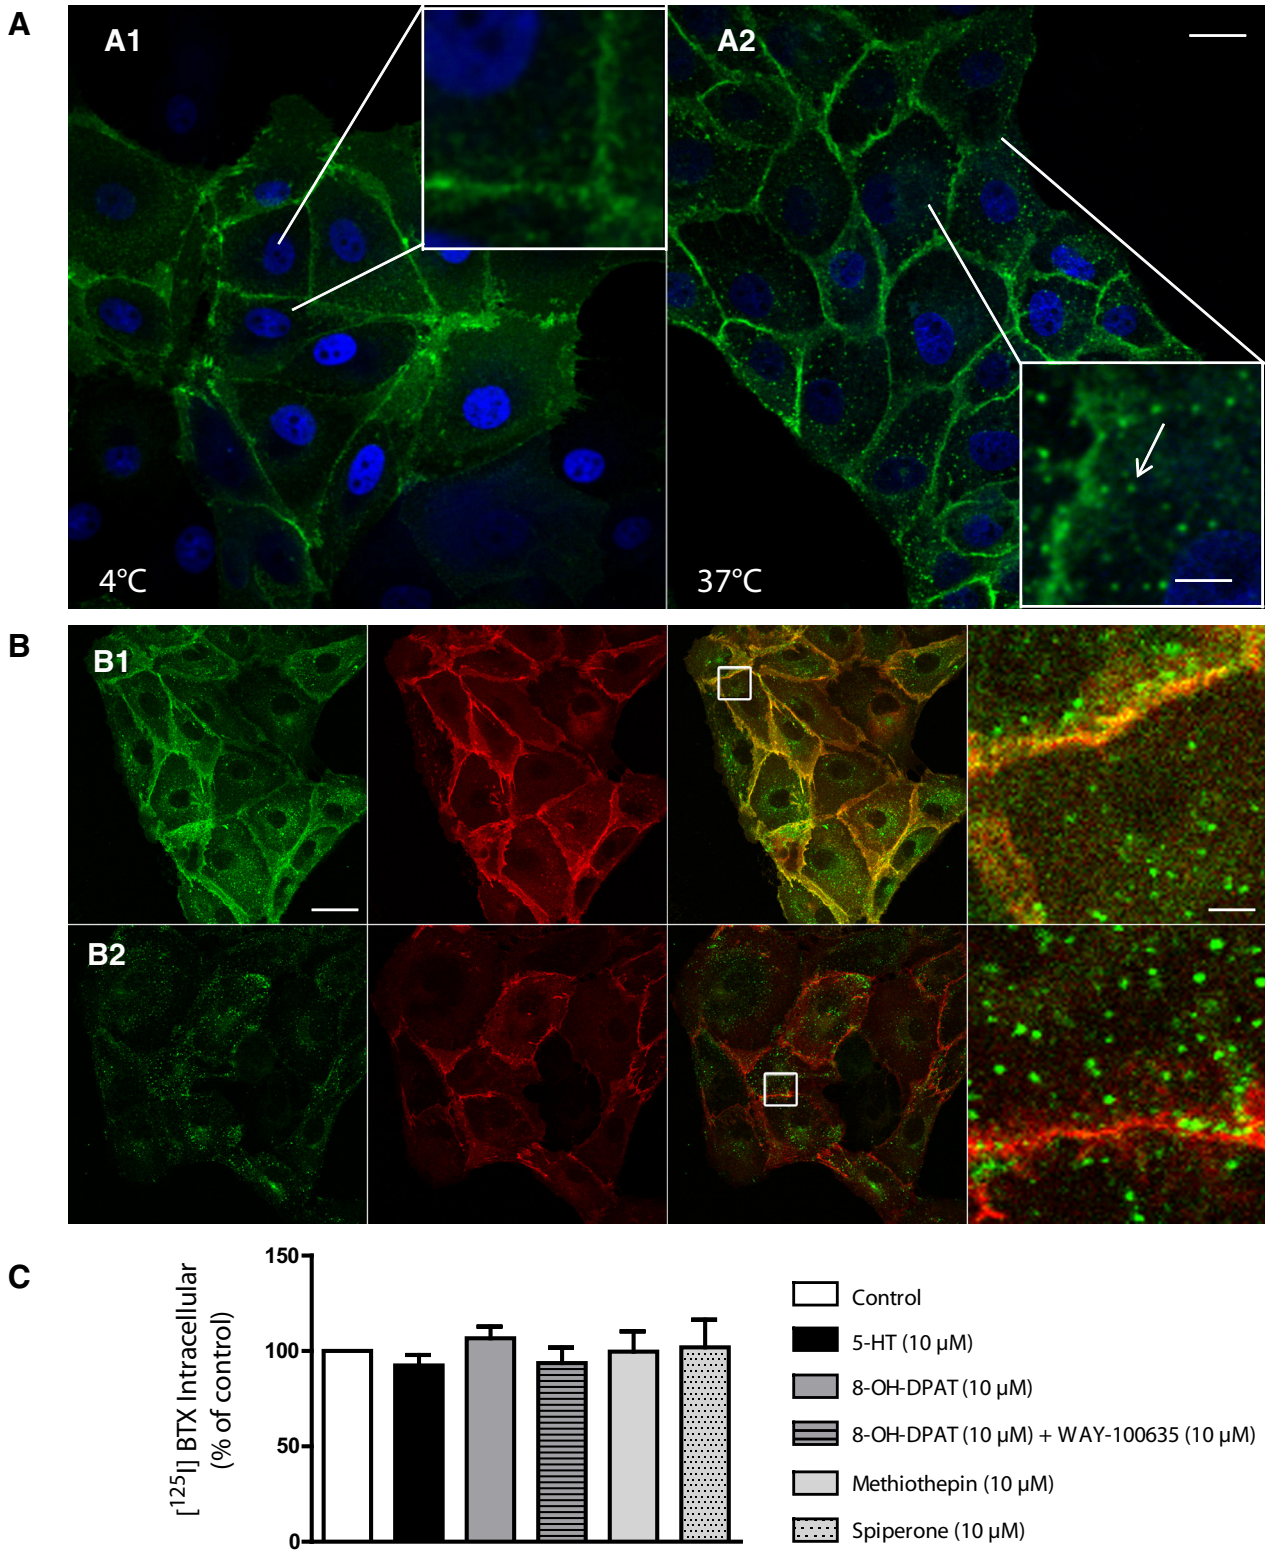 A
A1
A2
4°C
37°C
B
B1
B2
C
[¹²⁵I] BTX Intracellular
(% of control)
150
100
50
0
Control
5-HT (10 µM)
8-OH-DPAT (10 µM)
8-OH-DPAT (10 µM) + WAY-100635 (10 µM)
Methiothepin (10 µM)
Spiperone (10 µM)